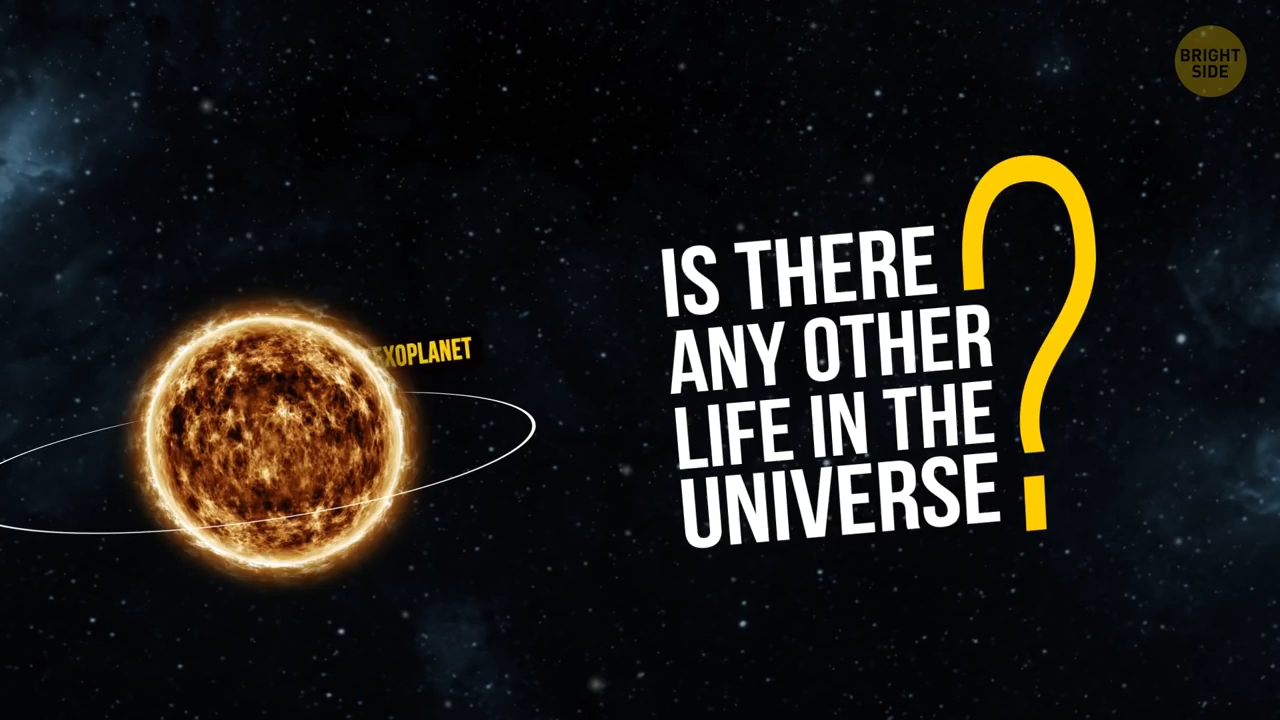 BRIGHT
SIDE
EXOPLANET
IS THERE
ANY OTHER
LIFE IN THE
UNIVERSE?